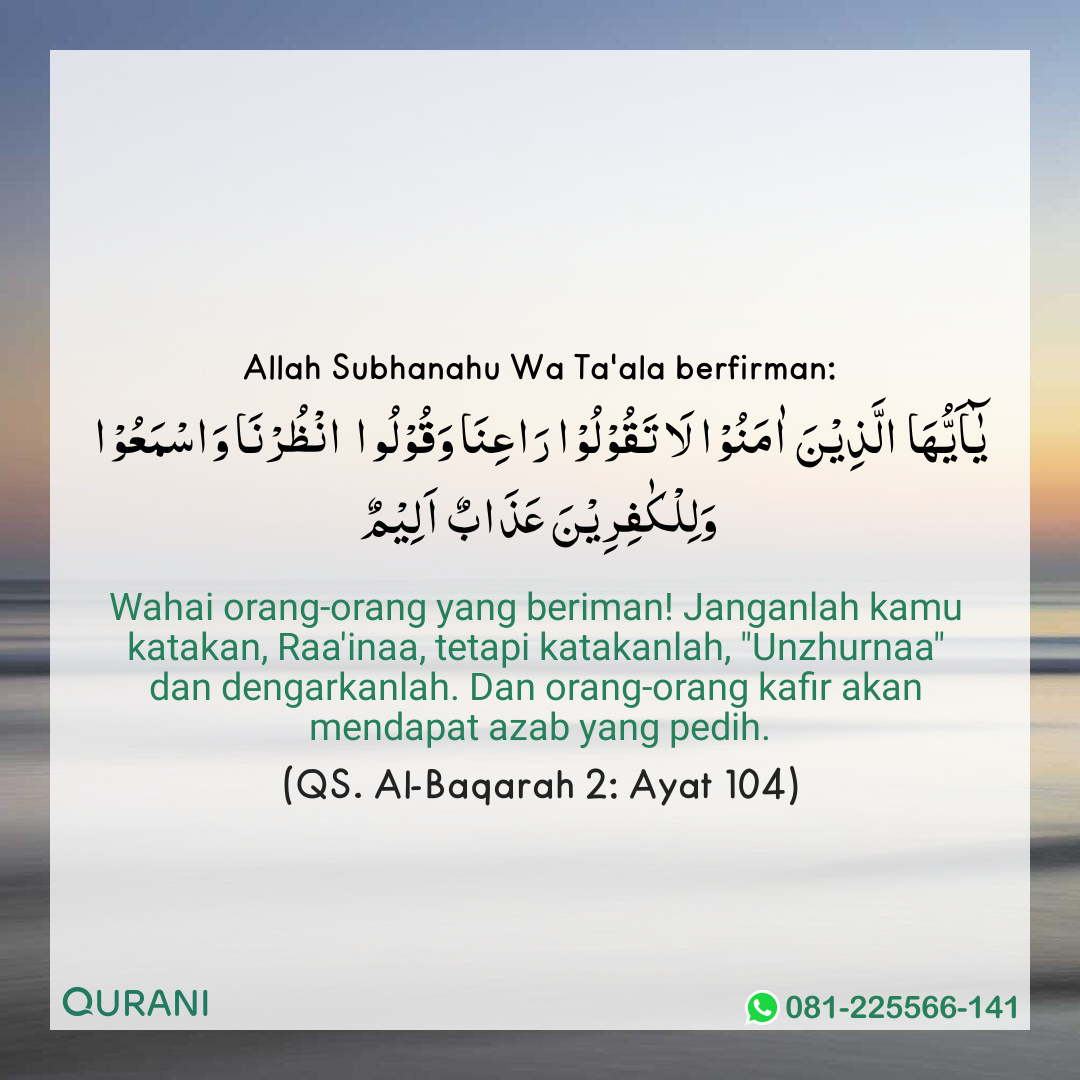 Allah Subhanahu Wa Ta'ala berfirman:
يٰٓاَيُّهَا الَّذِيْنَ اٰمَنُوْا لَا تَقُوْلُوْا رَاعِنَا وَقُوْلُوا انْظُرْنَا وَاسْمَعُوْا
وَلِلْكٰفِرِيْنَ عَذَابٌ اَلِيْمٌ
Wahai orang-orang yang beriman! Janganlah kamu
katakan, Raa'inaa, tetapi katakanlah, "Unzhurnaa"
dan dengarkanlah. Dan orang-orang kafir akan
mendapat azab yang pedih.
(QS. Al-Baqarah 2: Ayat 104)
QURANI
081-225566-141